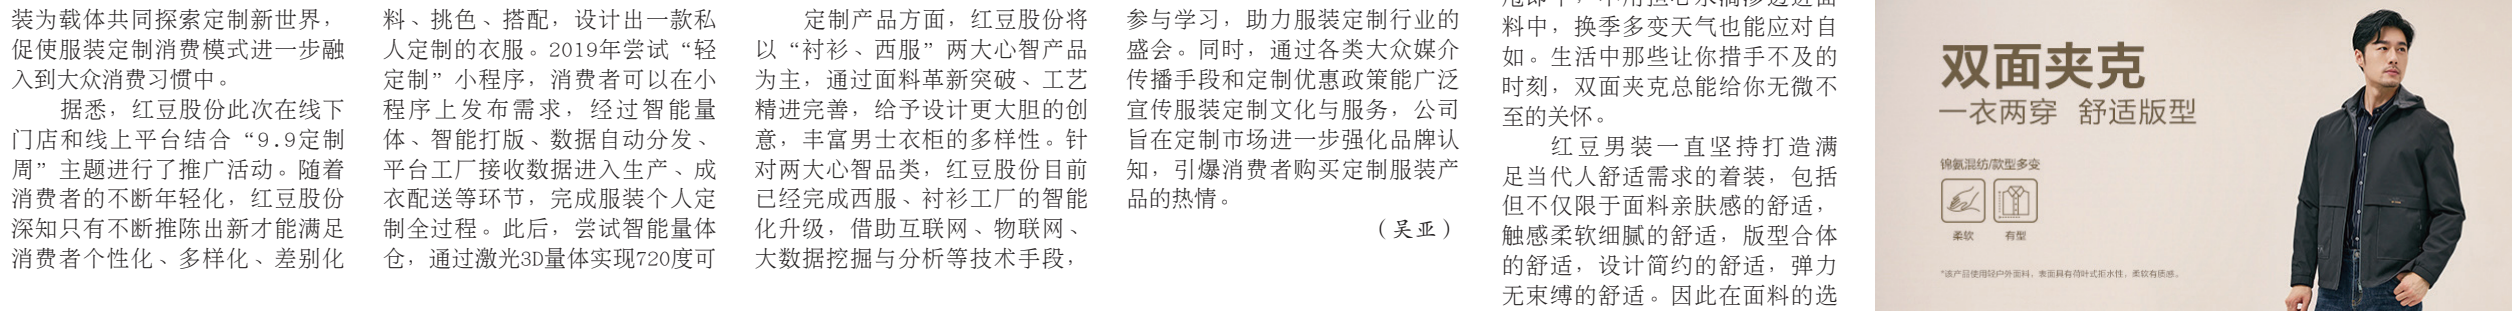 装为载体共同探索定制新世界，
促使服装定制消费模式进一步融
入到大众消费习惯中。
据悉，红豆股份此次在线下
门店和线上平台结合“9.9定制
周”主题进行了推广活动。随着
消费者的不断年轻化，红豆股份
深知只有不断推陈出新才能满足
消费者个性化、多样化、差别化
料、挑色、搭配，设计出一款私
人定制的衣服。2019年尝试“轻
定制”小程序，消费者可以在小
程序上发布需求，经过智能量
体、智能打版、数据自动分发、
平台工厂接收数据进入生产、成
衣配送等环节，完成服装个人定
制全过程。此后，尝试智能量体
仓，通过激光3D量体实现720度可
定制产品方面，红豆股份将
以“衬衫、西服”两大心智产品
为主，通过面料革新突破、工艺
精进完善，给予设计更大胆的创
意，丰富男士衣柜的多样性。针
对两大心智品类，红豆股份目前
已经完成西服、衬衫工厂的智能
化升级，借助互联网、物联网、
大数据挖掘与分析等技术手段，
参与学习，助力服装定制行业的
盛会。同时，通过各类大众媒介
传播手段和定制优惠政策能广泛
宣传服装定制文化与服务，公司
旨在定制市场进一步强化品牌认
知，引爆消费者购买定制服装产
品的热情。
（吴亚）
料中，换季多变天气也能应对自
如。生活中那些让你措手不及的
时刻，双面夹克总能给你无微不
至的关怀。
红豆男装一直坚持打造满
足当代人舒适需求的着装，包括
但不仅限于面料亲肤感的舒适，
触感柔软细腻的舒适，版型合体
的舒适，设计简约的舒适，弹力
无束缚的舒适。因此在面料的选
双面夹克
一衣两穿 舒适版型
锦氨混纺/款型多变
柔软 有型
*该产品使用轻户外面料，表面具有荷叶式拒水性，柔软有质感。